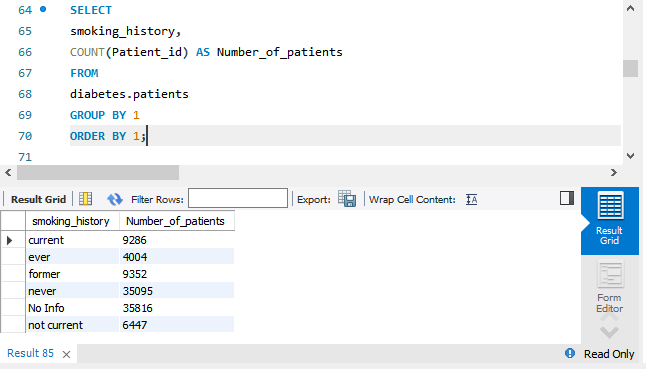 64 SELECT
65 smoking_history,
66 COUNT(Patient_id) AS Number_of_patients
67 FROM
68 diabetes.patients
69 GROUP BY 1
70 ORDER BY 1;
71
Result Grid Filter Rows: Export: Wrap Cell Content: IA
smoking_history Number_of_patients
current 9286
ever 4004
former 9352
never 35095
No Info 35816
not current 6447
Result
Grid
Form
Editor
Result 85 Read Only